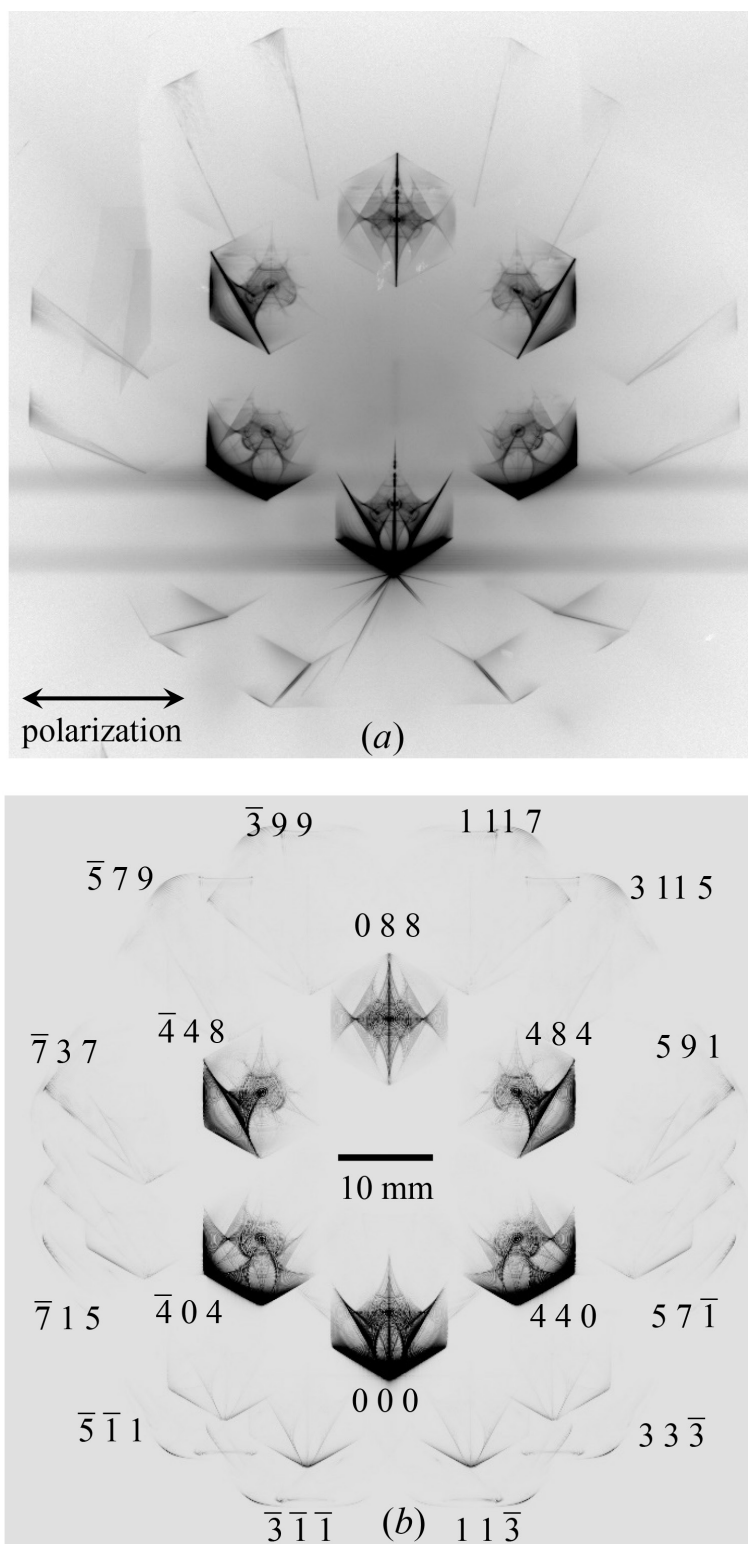 polarization
(a)
3̅ 9 9
1 11 7
5̅ 7 9
3 11 5
0 8 8
4̅ 4 8
4 8 4
7̅ 3 7
5 9 1
10 mm
7̅ 1 5
4̅ 0 4
4 4 0
5 7 1̅
0 0 0
5̅ 1̅ 1
3 3 3̅
3̅ 1̅ 1̅
(b)
1 1 3̅